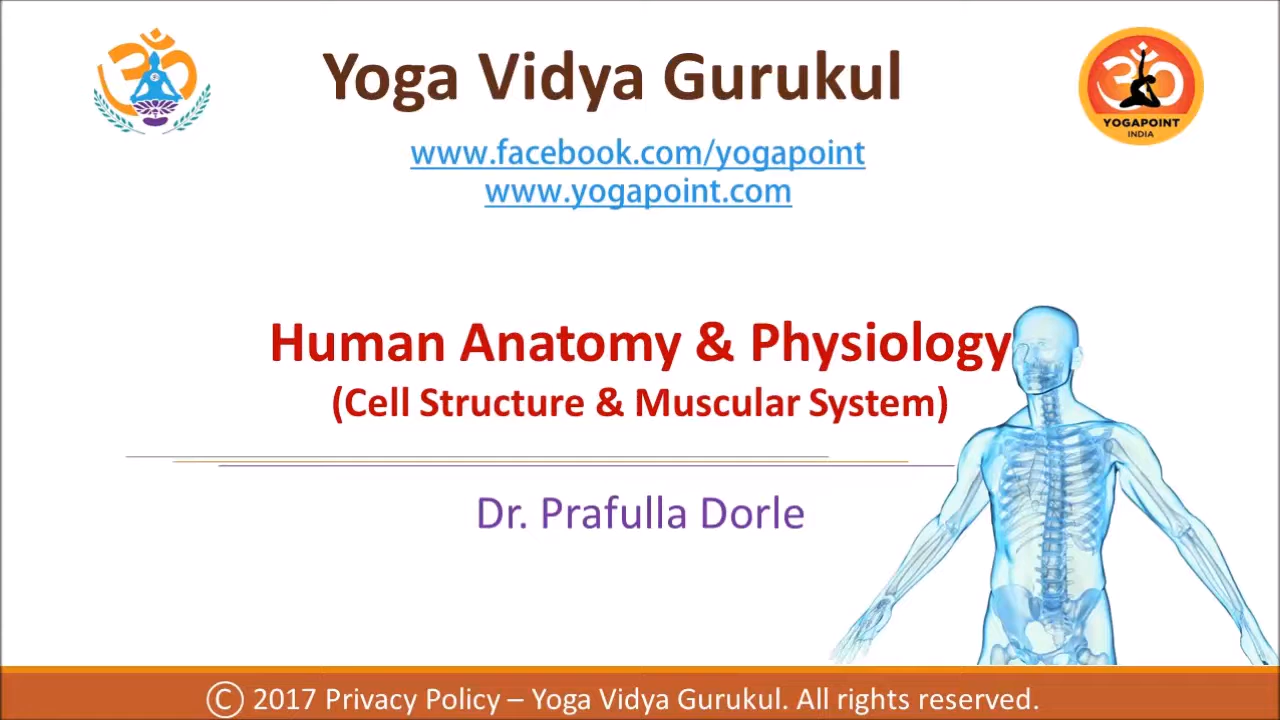 Yoga Vidya Gurukul
YOGAPOINT
INDIA
www.facebook.com/yogapoint
www.yogapoint.com
Human Anatomy & Physiology
(Cell Structure & Muscular System)
Dr. Prafulla Dorle
© 2017 Privacy Policy – Yoga Vidya Gurukul. All rights reserved.